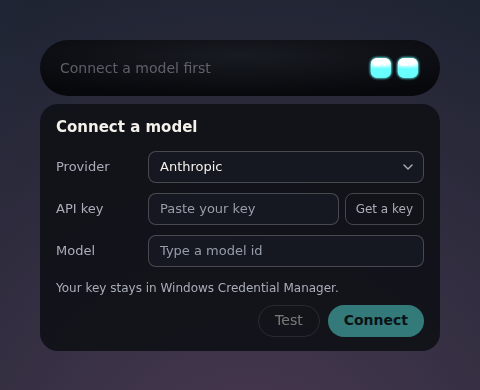 Connect a model first
Connect a model
Provider Anthropic
API key Paste your key Get a key
Model Type a model id
Your key stays in Windows Credential Manager.
Test Connect